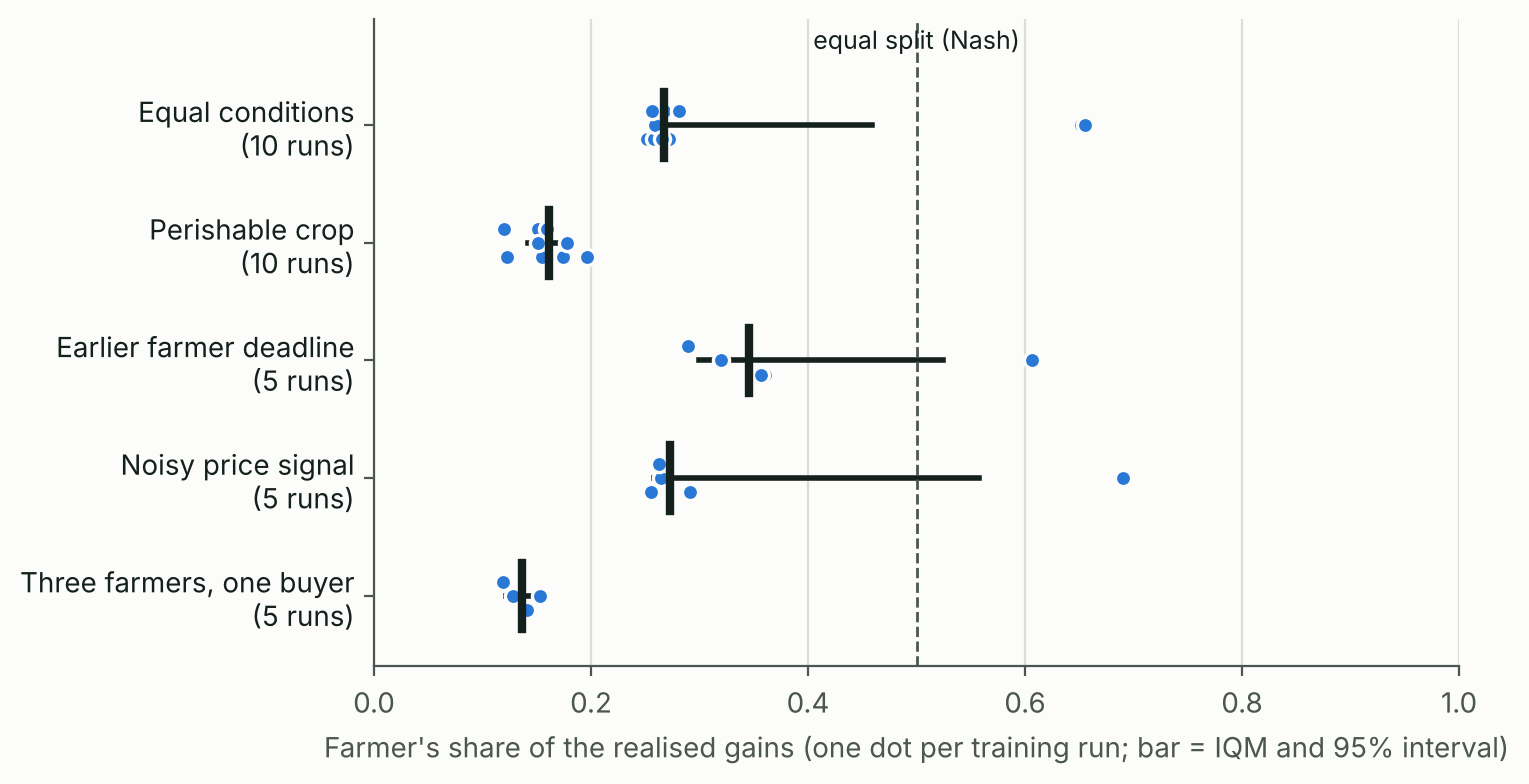 equal split (Nash)
Equal conditions
(10 runs)
Perishable crop
(10 runs)
Earlier farmer deadline
(5 runs)
Noisy price signal
(5 runs)
Three farmers, one buyer
(5 runs)
0.0 0.2 0.4 0.6 0.8 1.0
Farmer's share of the realised gains (one dot per training run; bar = IQM and 95% interval)